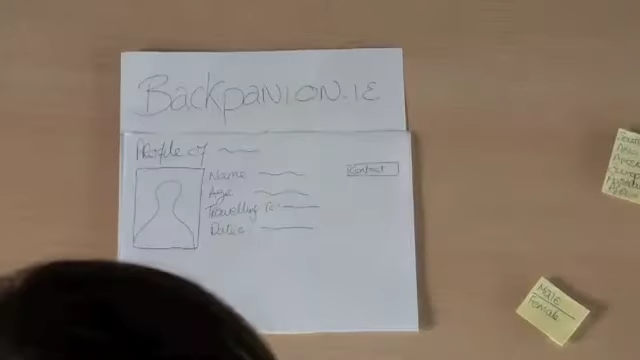 Backpanion.ie
Profile of
Name
Contact
Age
Travelling To:
Dates
Male
Female